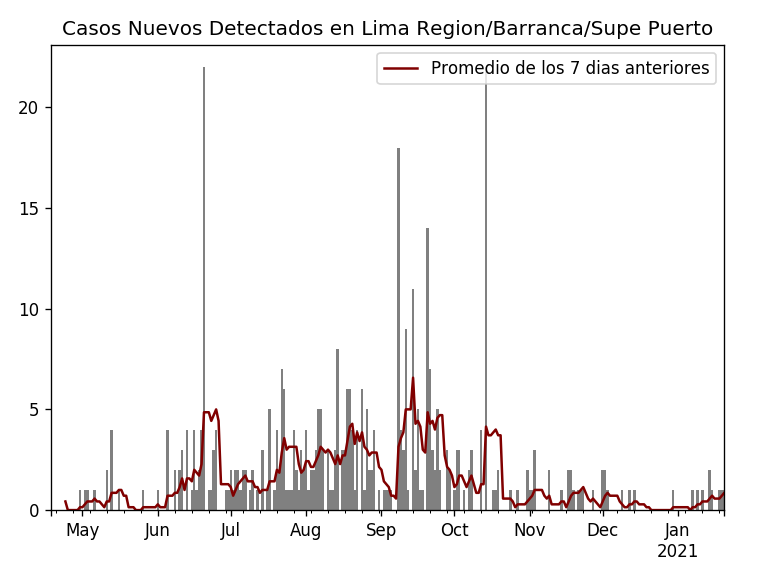 Casos Nuevos Detectados en Lima Region/Barranca/Supe Puerto
Promedio de los 7 dias anteriores
20
15
10
5
0
May Jun Jul Aug Sep Oct Nov Dec Jan
2021